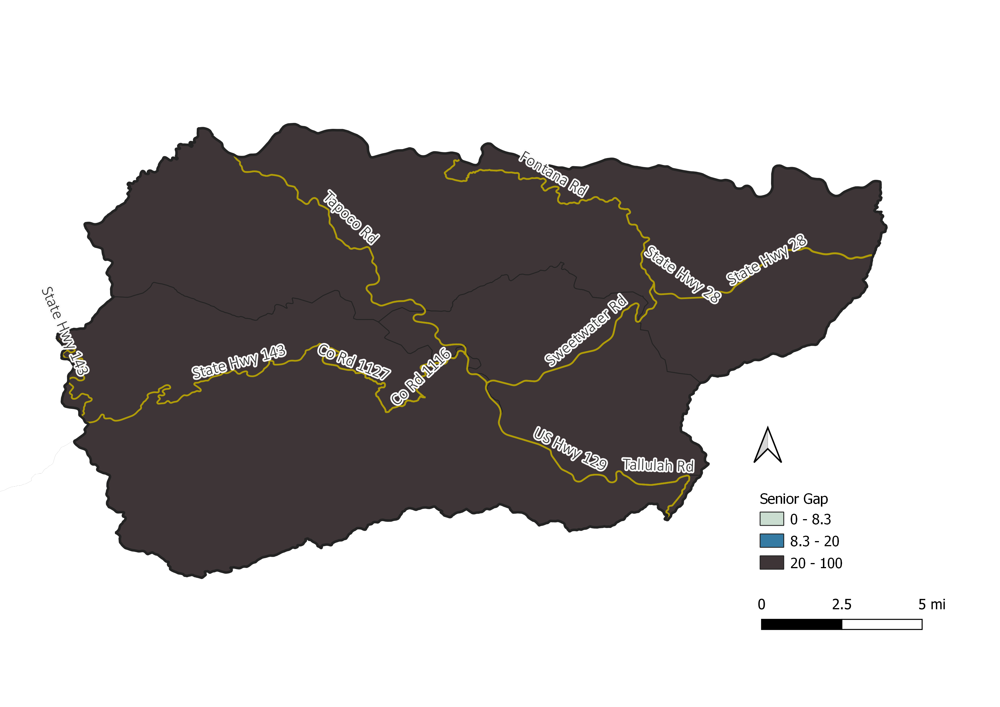 Fontana Rd
Tapoco Rd
State Hwy 28
State Hwy 28
State Hwy 143
Sweetwater Rd
State Hwy 143
Co Rd 1127
Co Rd 1116
US Hwy 129
Tallulah Rd
Senior Gap
0 - 8.3
8.3 - 20
20 - 100
0 2.5 5 mi